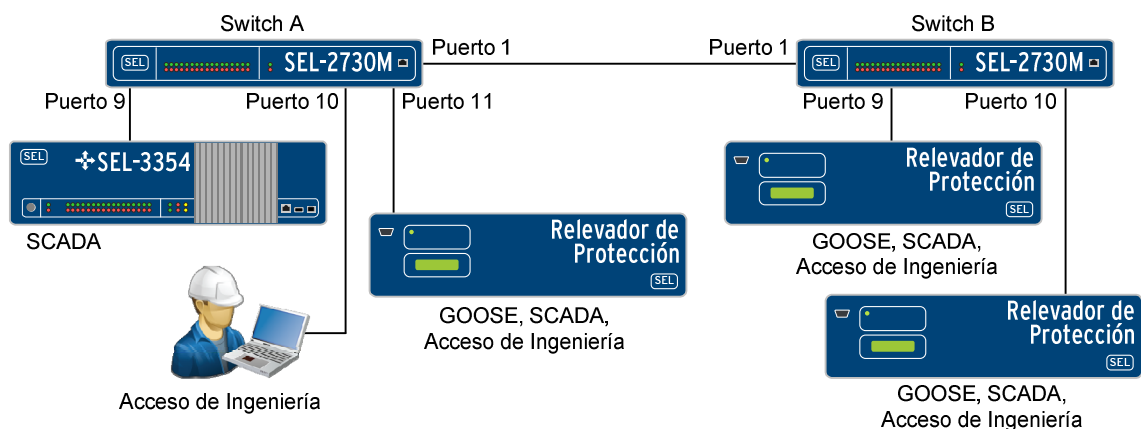 Switch A
Switch B
SEL
SEL-2730M
Puerto 1
Puerto 1
SEL
SEL-2730M
Puerto 9
Puerto 10
Puerto 11
Puerto 9
Puerto 10
SEL
SEL-3354
SCADA
Relevador de
Protección
SEL
GOOSE, SCADA,
Acceso de Ingeniería
Relevador de
Protección
SEL
GOOSE, SCADA,
Acceso de Ingeniería
Acceso de Ingeniería
Relevador de
Protección
SEL
GOOSE, SCADA,
Acceso de Ingeniería